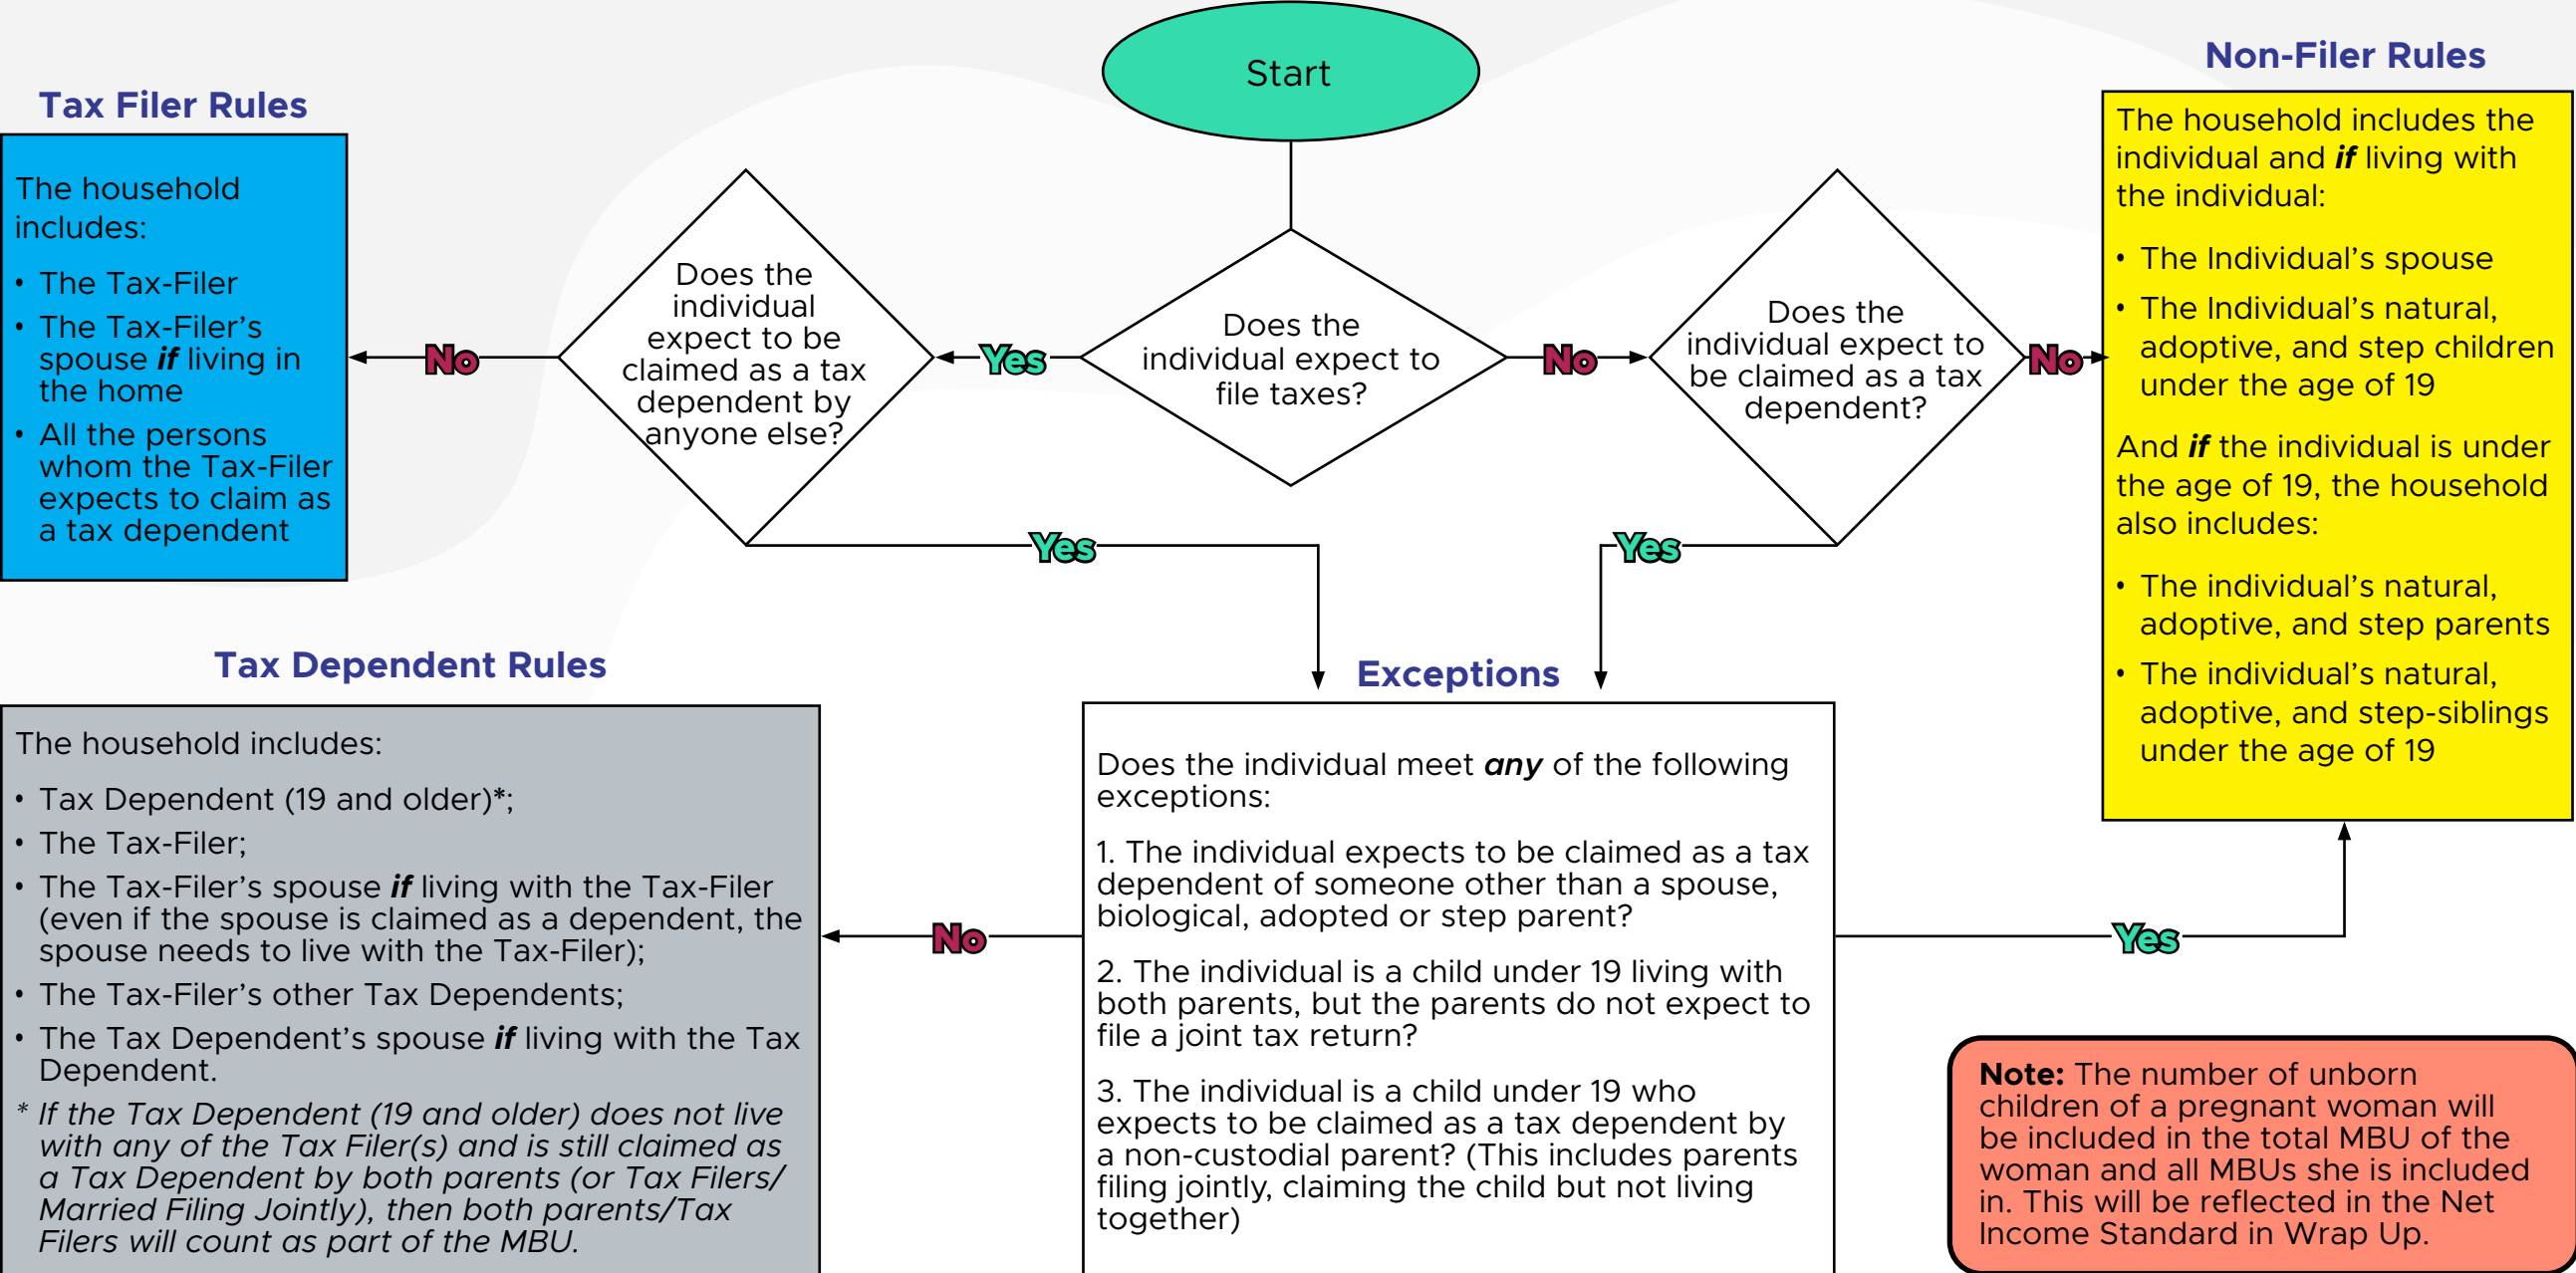 Start
Non-Filer Rules
Tax Filer Rules
The household
includes:
• The Tax-Filer
• The Tax-Filer's
spouse if living in
the home
• All the persons
whom the Tax-Filer
expects to claim as
a tax dependent
No
Does the
individual
expect to be
claimed as a tax
dependent by
anyone else?
Yes
Does the
individual expect to
file taxes?
No
Does the
individual expect to
be claimed as a tax
dependent?
No
The household includes the
individual and if living with
the individual:
• The Individual's spouse
• The Individual's natural,
adoptive, and step children
under the age of 19
And if the individual is under
the age of 19, the household
also includes:
• The individual's natural,
adoptive, and step parents
• The individual's natural,
adoptive, and step-siblings
under the age of 19
Yes
Yes
Tax Dependent Rules
The household includes:
• Tax Dependent (19 and older)*;
• The Tax-Filer;
• The Tax-Filer's spouse if living with the Tax-Filer
(even if the spouse is claimed as a dependent, the
spouse needs to live with the Tax-Filer);
• The Tax-Filer's other Tax Dependents;
• The Tax Dependent's spouse if living with the Tax
Dependent.
* If the Tax Dependent (19 and older) does not live
with any of the Tax Filer(s) and is still claimed as
a Tax Dependent by both parents (or Tax Filers/
Married Filing Jointly), then both parents/Tax
Filers will count as part of the MBU.
No
Exceptions
Does the individual meet any of the following
exceptions:
1. The individual expects to be claimed as a tax
dependent of someone other than a spouse,
biological, adopted or step parent?
2. The individual is a child under 19 living with
both parents, but the parents do not expect to
file a joint tax return?
3. The individual is a child under 19 who
expects to be claimed as a tax dependent by
a non-custodial parent? (This includes parents
filing jointly, claiming the child but not living
together)
Yes
Note: The number of unborn
children of a pregnant woman will
be included in the total MBU of the
woman and all MBUs she is included
in. This will be reflected in the Net
Income Standard in Wrap Up.